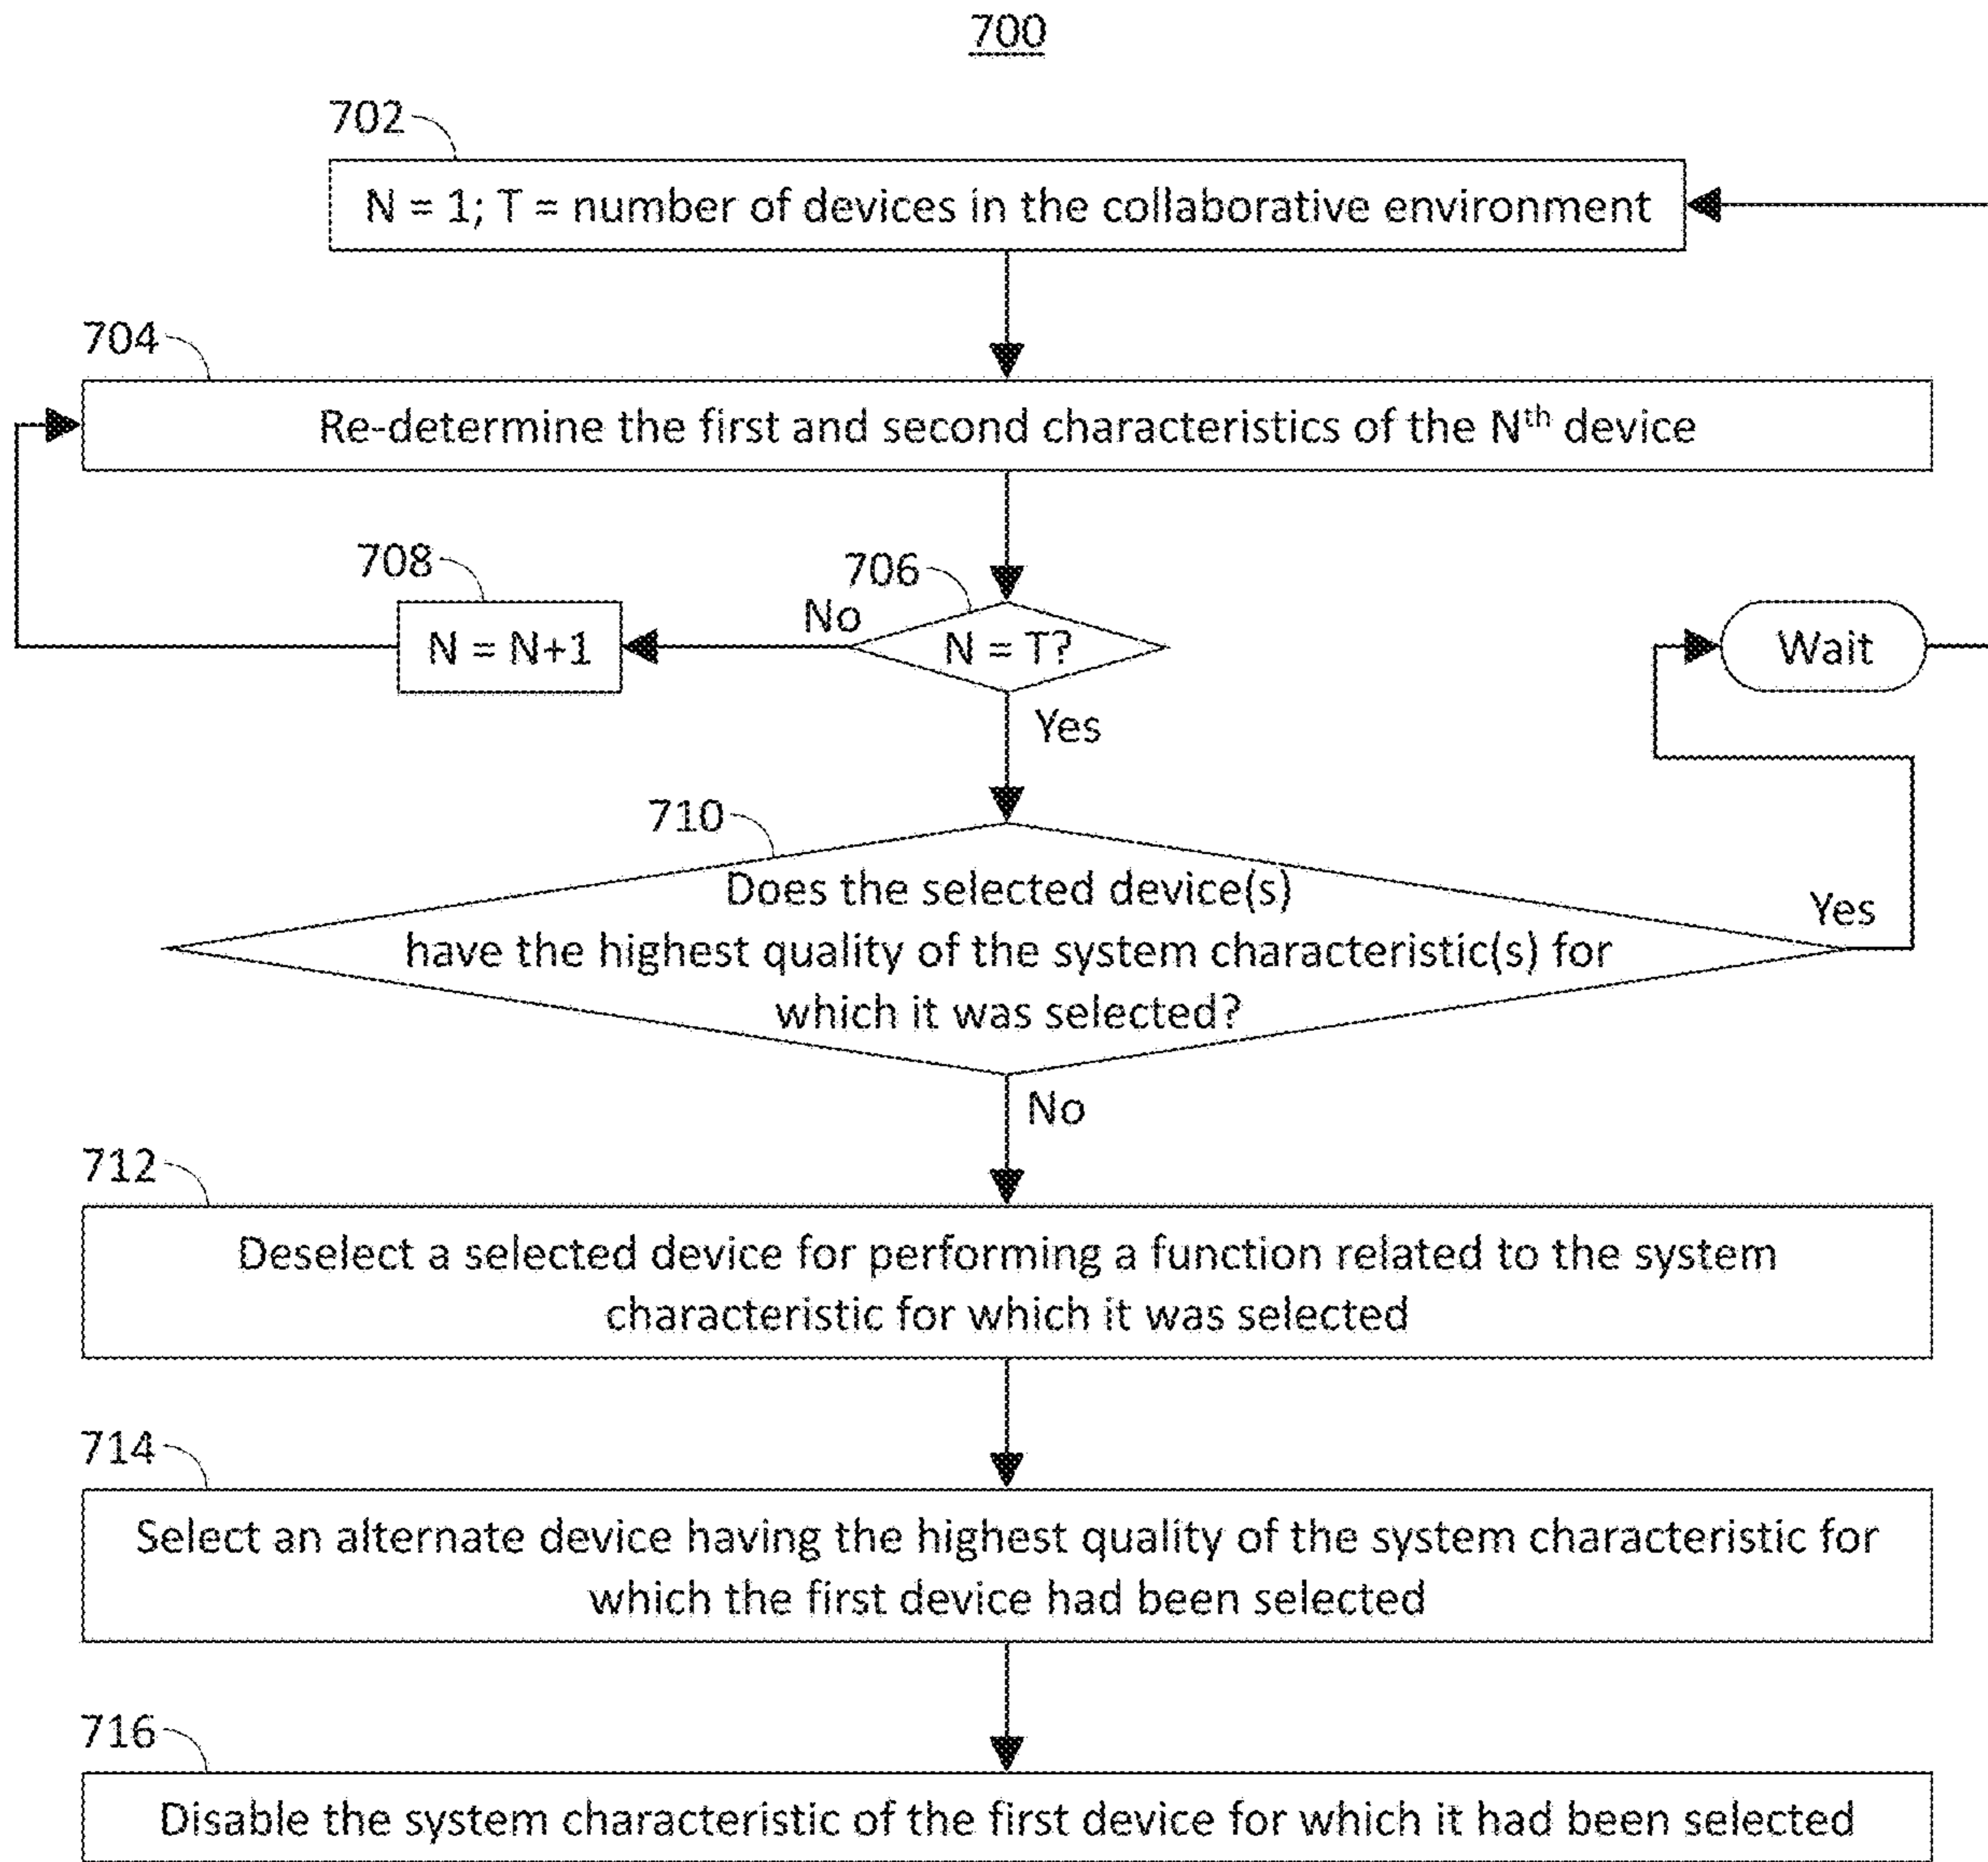 700
702
N = 1; T = number of devices in the collaborative environment
704
Re-determine the first and second characteristics of the Nth device
708
706
No
N = N+1
N = T?
Wait
Yes
710
Does the selected device(s)
have the highest quality of the system characteristic(s) for
which it was selected?
Yes
No
712
Deselect a selected device for performing a function related to the system
characteristic for which it was selected
714
Select an alternate device having the highest quality of the system characteristic for
which the first device had been selected
716
Disable the system characteristic of the first device for which it had been selected